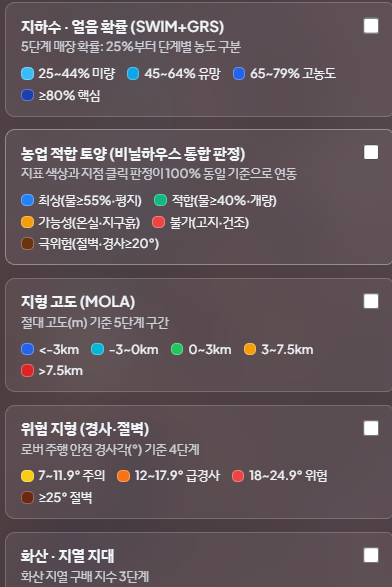 지하수 · 얼음 확률 (SWIM+GRS)
5단계 매장 확률: 25%부터 단계별 농도 구분
25~44% 미량 45~64% 유망 65~79% 고농도
≥80% 핵심
농업 적합 토양 (비닐하우스 통합 판정)
지표 색상과 지점 클릭 판정이 100% 동일 기준으로 연동
최상(물≥55%·평지) 적합(물≥40%·개량)
가능성(온실·지구흙) 불가(고지·건조)
극위험(절벽·경사≥20°)
지형 고도 (MOLA)
절대 고도(m) 기준 5단계 구간
<-3km -3~0km 0~3km 3~7.5km
>7.5km
위험 지형 (경사·절벽)
로버 주행 안전 경사각(°) 기준 4단계
7~11.9° 주의 12~17.9° 급경사 18~24.9° 위험
≥25° 절벽
화산 · 지열 지대
화산 지열 구배 지수 3단계